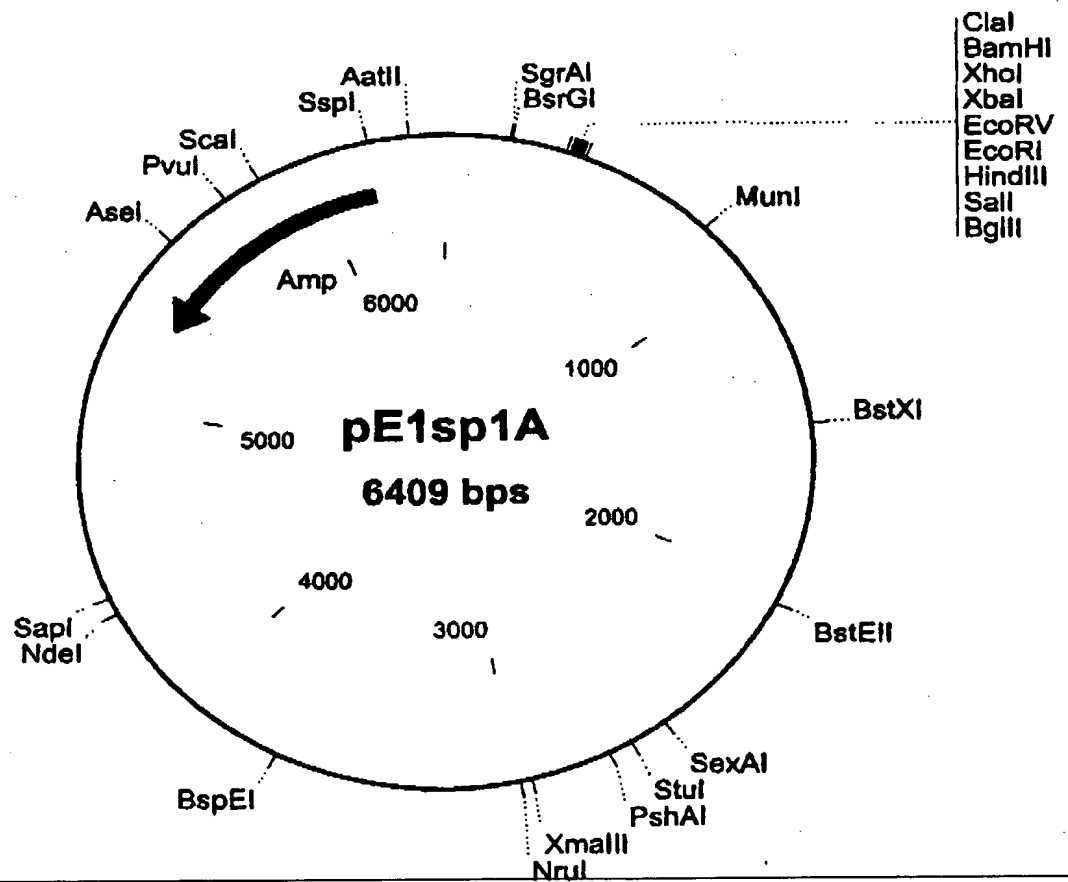 ClaI
BamHI
XhoI
XbaI
EcoRV
EcoRI
HindIII
SalI
BglII
AatII
SspI
SgrAI
BsrGI
ScaI
PvuI
AseI
MunI
Amp
6000
1000
BstXI
5000
pE1sp1A
6409 bps
2000
4000
3000
SapI
NdeI
BstEII
SexAI
StuI
PshAI
BspEI
XmaIII
NruI